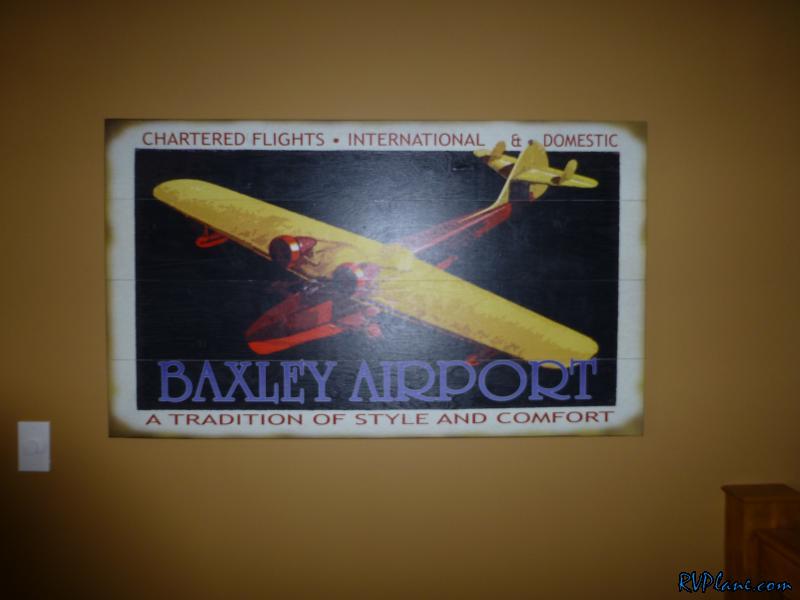 CHARTERED FLIGHTS • INTERNATIONAL & DOMESTIC
BAXLEY AIRPORT
A TRADITION OF STYLE AND COMFORT
RVPlane.com